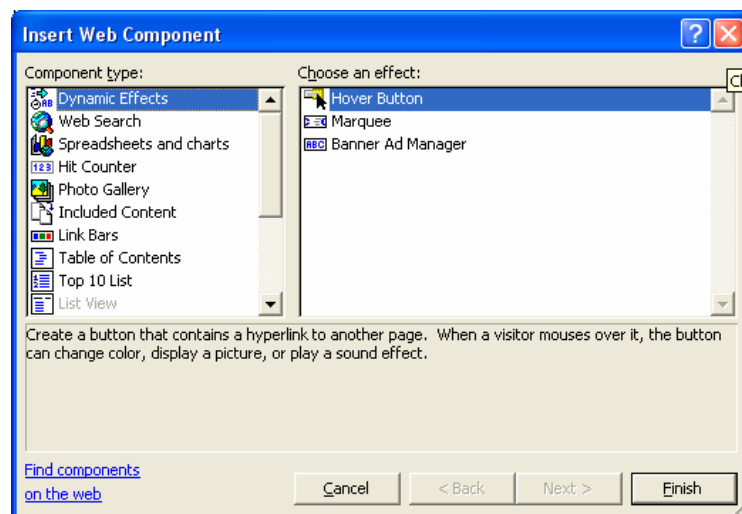 Insert Web Component
Component type:
Dynamic Effects
Web Search
Spreadsheets and charts
123 Hit Counter
Photo Gallery
Included Content
Link Bars
Table of Contents
Top 10 List
List View
Choose an effect:
Hover Button
Marquee
ABC Banner Ad Manager
Create a button that contains a hyperlink to another page. When a visitor mouses over it, the button
can change color, display a picture, or play a sound effect.
Find components
on the web
Cancel
< Back
Next >
Finish